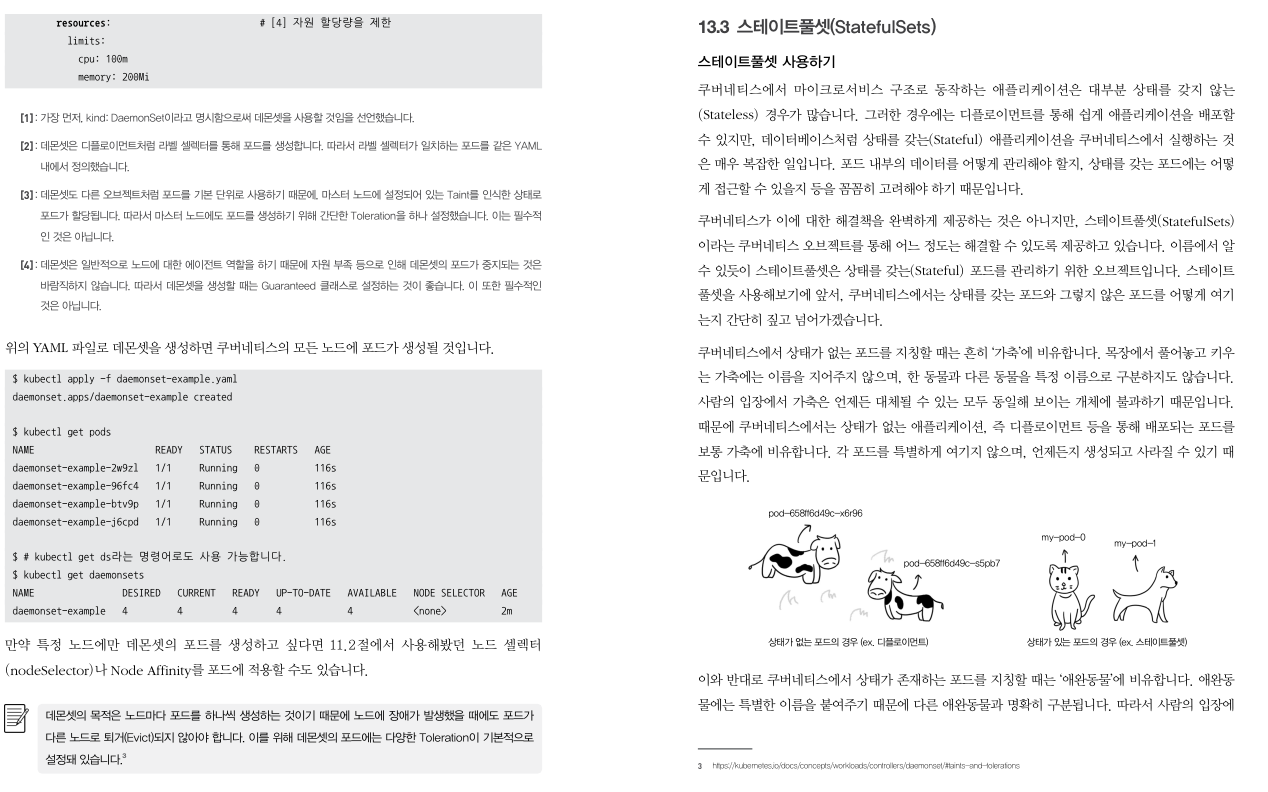 resources:                    # [4] 자원 할당량을 제한
  limits:
    cpu: 100m
    memory: 200Mi
[1]: 가장 먼저, kind: DaemonSet이라고 명시함으로써 데몬셋을 사용할 것임을 선언했습니다.
[2]: 데몬셋은 디플로이먼트처럼 라벨 셀렉터를 통해 포드를 생성합니다. 따라서 라벨 셀렉터가 일치하는 포드를 같은 YAML
내에서 정의했습니다.
[3]: 데몬셋도 다른 오브젝트처럼 포드를 기본 단위로 사용하기 때문에, 마스터 노드에 설정되어 있는 Taint를 인식한 상태로
포드가 할당됩니다. 따라서 마스터 노드에도 포드를 생성하기 위해 간단한 Toleration을 하나 설정했습니다. 이는 필수적
인 것은 아닙니다.
[4]: 데몬셋은 일반적으로 노드에 대한 에이전트 역할을 하기 때문에 자원 부족 등으로 인해 데몬셋의 포드가 중지되는 것은
바람직하지 않습니다. 따라서 데몬셋을 생성할 때는 Guaranteed 클래스로 설정하는 것이 좋습니다. 이 또한 필수적인
것은 아닙니다.
위의 YAML 파일로 데몬셋을 생성하면 쿠버네티스의 모든 노드에 포드가 생성될 것입니다.
$ kubectl apply -f daemonset-example.yaml
daemonset.apps/daemonset-example created
$ kubectl get pods
NAME                      READY   STATUS    RESTARTS   AGE
daemonset-example-2w9zl   1/1     Running   0          116s
daemonset-example-96fc4   1/1     Running   0          116s
daemonset-example-btv9p   1/1     Running   0          116s
daemonset-example-j6cpd   1/1     Running   0          116s
$ # kubectl get ds라는 명령어로도 사용 가능합니다.
$ kubectl get daemonsets
NAME                DESIRED   CURRENT   READY   UP-TO-DATE   AVAILABLE   NODE SELECTOR   AGE
daemonset-example   4         4         4       4            4           <none>          2m
만약 특정 노드에만 데몬셋의 포드를 생성하고 싶다면 11.2절에서 사용해봤던 노드 셀렉터
(nodeSelector)나 Node Affinity를 포드에 적용할 수도 있습니다.
데몬셋의 목적은 노드마다 포드를 하나씩 생성하는 것이기 때문에 노드에 장애가 발생했을 때에도 포드가
다른 노드로 퇴거(Evict)되지 않아야 합니다. 이를 위해 데몬셋의 포드에는 다양한 Toleration이 기본적으로
설정돼 있습니다.3
13.3 스테이트풀셋(StatefulSets)
스테이트풀셋 사용하기
쿠버네티스에서 마이크로서비스 구조로 동작하는 애플리케이션은 대부분 상태를 갖지 않는
(Stateless) 경우가 많습니다. 그러한 경우에는 디플로이먼트를 통해 쉽게 애플리케이션을 배포할
수 있지만, 데이터베이스처럼 상태를 갖는(Stateful) 애플리케이션을 쿠버네티스에서 실행하는 것
은 매우 복잡한 일입니다. 포드 내부의 데이터를 어떻게 관리해야 할지, 상태를 갖는 포드에는 어떻
게 접근할 수 있을지 등을 꼼꼼히 고려해야 하기 때문입니다.
쿠버네티스가 이에 대한 해결책을 완벽하게 제공하는 것은 아니지만, 스테이트풀셋(StatefulSets)
이라는 쿠버네티스 오브젝트를 통해 어느 정도는 해결할 수 있도록 제공하고 있습니다. 이름에서 알
수 있듯이 스테이트풀셋은 상태를 갖는(Stateful) 포드를 관리하기 위한 오브젝트입니다. 스테이트
풀셋을 사용해보기에 앞서, 쿠버네티스에서는 상태를 갖는 포드와 그렇지 않은 포드를 어떻게 여기
는지 간단히 짚고 넘어가겠습니다.
쿠버네티스에서 상태가 없는 포드를 지칭할 때는 흔히 ‘가축’에 비유합니다. 목장에서 풀어놓고 키우
는 가축에는 이름을 지어주지 않으며, 한 동물과 다른 동물을 특정 이름으로 구분하지도 않습니다.
사람의 입장에서 가축은 언제든 대체될 수 있는 모두 동일해 보이는 개체에 불과하기 때문입니다.
때문에 쿠버네티스에서는 상태가 없는 애플리케이션, 즉 디플로이먼트 등을 통해 배포되는 포드를
보통 가축에 비유합니다. 각 포드를 특별하게 여기지 않으며, 언제든지 생성되고 사라질 수 있기 때
문입니다.
pod-658ff6d49c-x6r96
pod-658ff6d49c-s5pb7
상태가 없는 포드의 경우 (ex. 디플로이먼트)
my-pod-0
my-pod-1
상태가 있는 포드의 경우 (ex. 스테이트풀셋)
이와 반대로 쿠버네티스에서 상태가 존재하는 포드를 지칭할 때는 ‘애완동물’에 비유합니다. 애완동
물에는 특별한 이름을 붙여주기 때문에 다른 애완동물과 명확히 구분됩니다. 따라서 사람의 입장에
3 https://kubernetes.io/docs/concepts/workloads/controllers/daemonset/#taints-and-tolerations